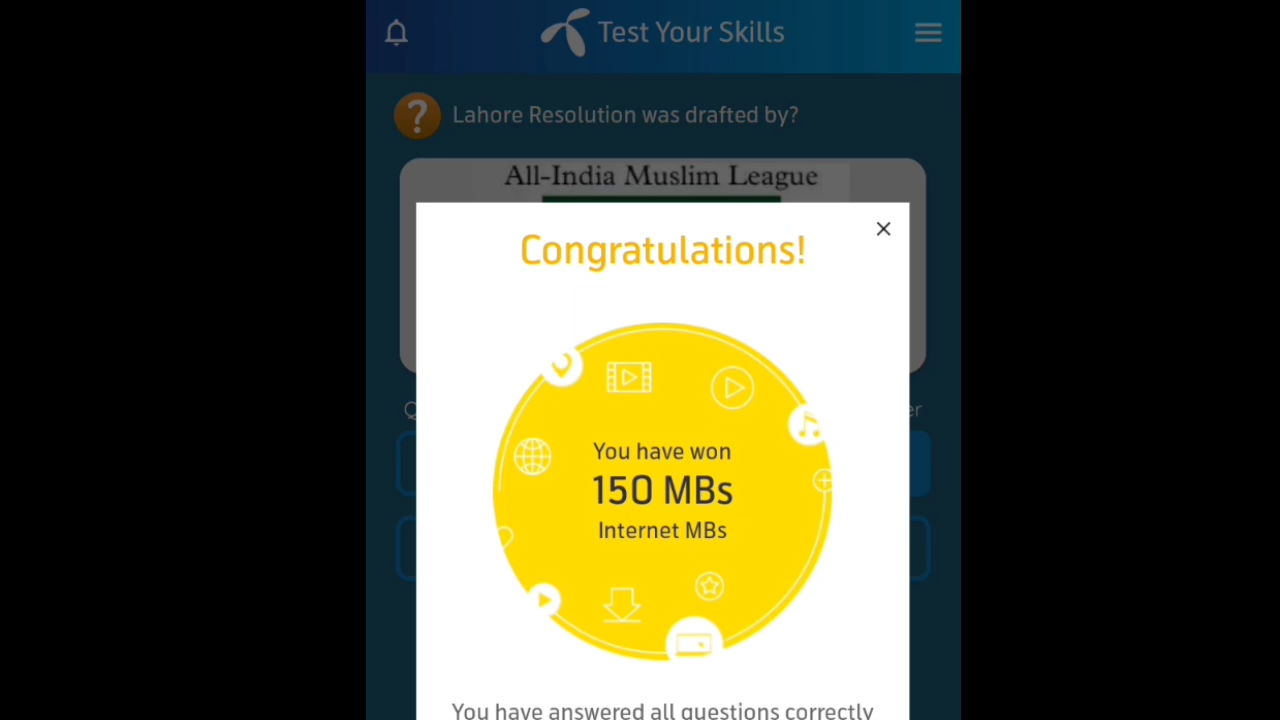 Test Your Skills
Lahore Resolution was drafted by?
All-India Muslim League
Congratulations!
You have won
150 MBs
Internet MBs
You have answered all questions correctly